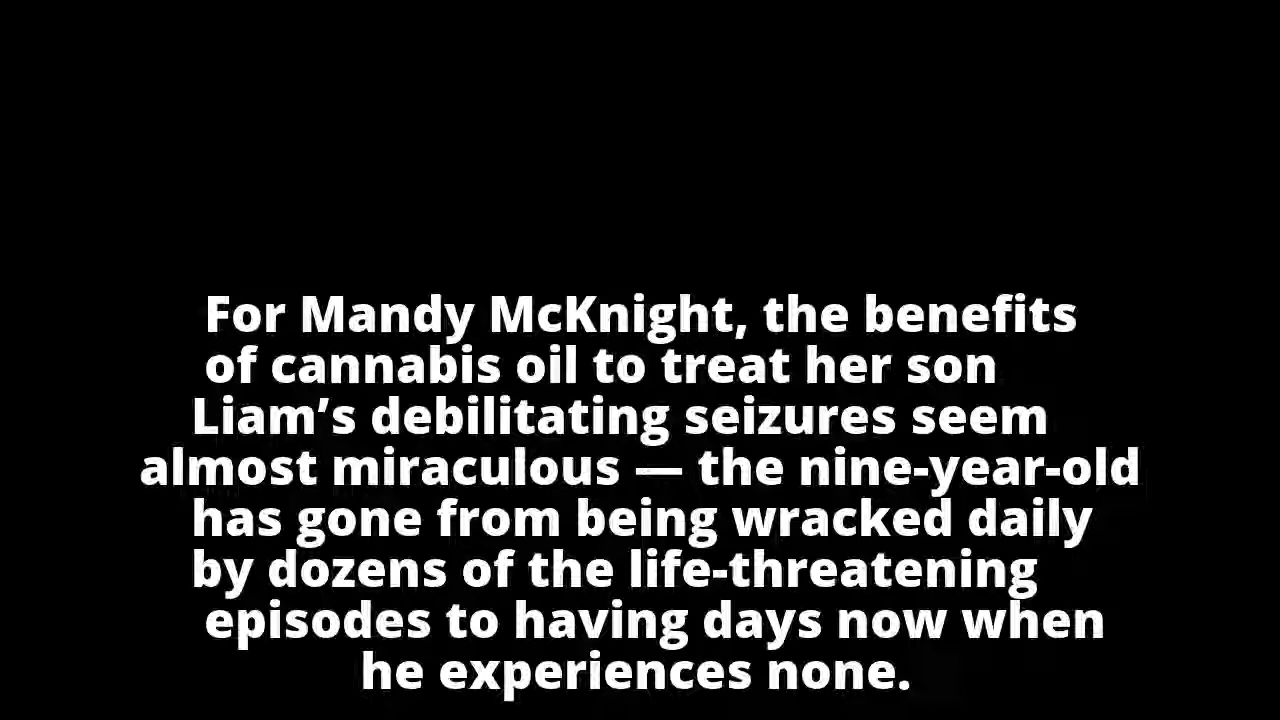 For Mandy McKnight, the benefits
of cannabis oil to treat her son
Liam’s debilitating seizures seem
almost miraculous — the nine-year-old
has gone from being wracked daily
by dozens of the life-threatening
episodes to having days now when
he experiences none.